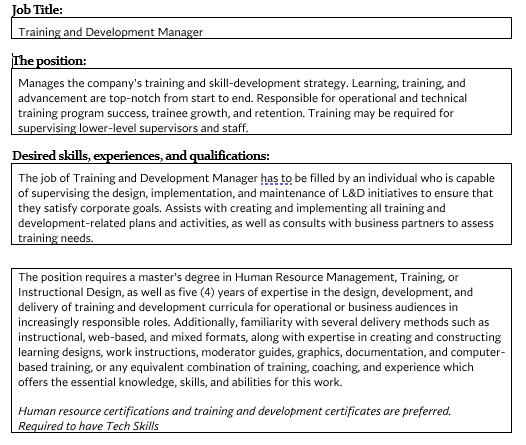 Job Title:
Training and Development Manager
The position:
Manages the company's training and skill-development strategy. Learning, training, and
advancement are top-notch from start to end. Responsible for operational and technical
training program success, trainee growth, and retention. Training may be required for
supervising lower-level supervisors and staff.
Desired skills, experiences, and qualifications:
The job of Training and Development Manager has to be filled by an individual who is capable
of supervising the design, implementation, and maintenance of L&D initiatives to ensure that
they satisfy corporate goals. Assists with creating and implementing all training and
development-related plans and activities, as well as consults with business partners to assess
training needs.
The position requires a master's degree in Human Resource Management, Training, or
Instructional Design, as well as five (4) years of expertise in the design, development, and
delivery of training and development curricula for operational or business audiences in
increasingly responsible roles. Additionally, familiarity with several delivery methods such as
instructional, web-based, and mixed formats, along with expertise in creating and constructing
learning designs, work instructions, moderator guides, graphics, documentation, and computer-
based training, or any equivalent combination of training, coaching, and experience which
offers the essential knowledge, skills, and abilities for this work.
Human resource certifications and training and development certificates are preferred.
Required to have Tech Skills